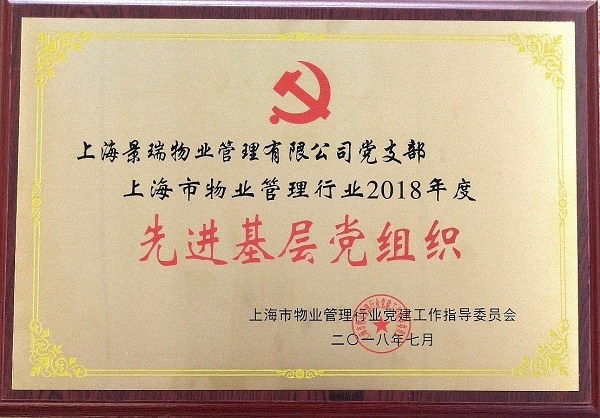 上海景瑞物业管理有限公司党支部
上海市物业管理行业2018年度
先进基层党组织
上海市物业管理行业党建工作指导委员会
二〇一八年七月